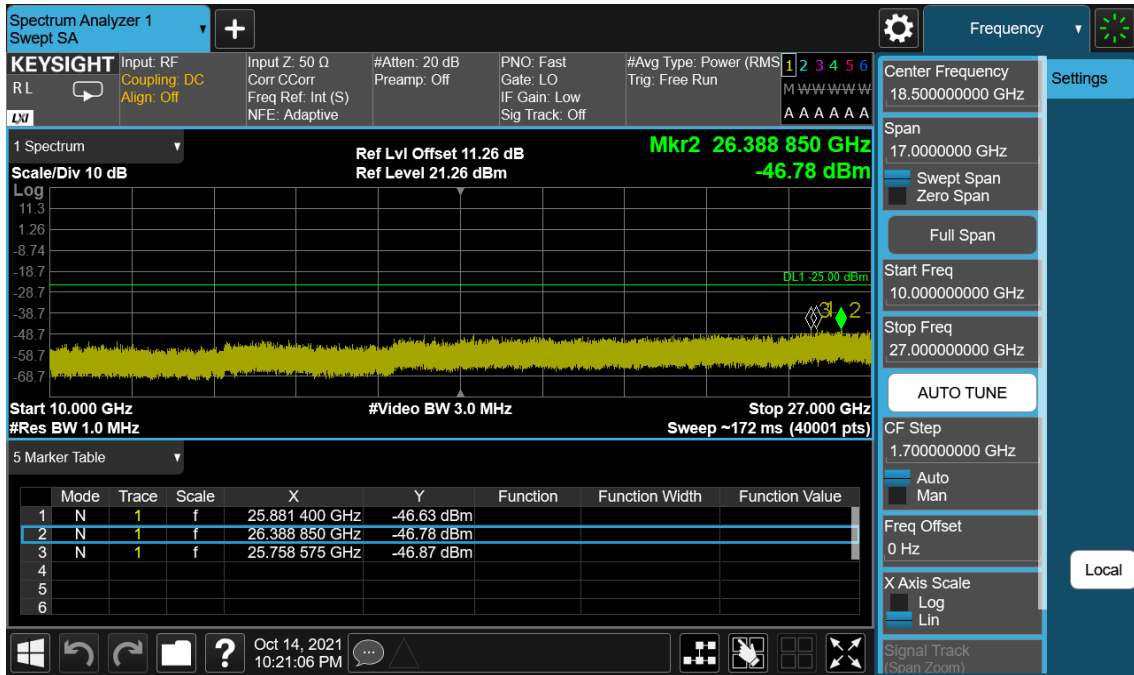 Spectrum Analyzer 1
Swept SA
Frequency
KEYSIGHT
R L
LXI
Input: RF
Coupling: DC
Align: Off
Input Z: 50 Ω
Corr CCorr
Freq Ref: Int (S)
NFE: Adaptive
#Atten: 20 dB
Preamp: Off
PNO: Fast
Gate: LO
IF Gain: Low
Sig Track: Off
#Avg Type: Power (RMS
Trig: Free Run
1 2 3 4 5 6
M W W W W W
A A A A A A
1 Spectrum
Scale/Div 10 dB
Ref Lvl Offset 11.26 dB
Ref Level 21.26 dBm
Mkr2 26.388 850 GHz
-46.78 dBm
Log
11.3
1.26
-8.74
-18.7
-28.7
-38.7
-48.7
-58.7
-68.7
DL1 -25.00 dBm
3 1 2
Start 10.000 GHz
#Res BW 1.0 MHz
#Video BW 3.0 MHz
Stop 27.000 GHz
Sweep ~172 ms (40001 pts)
5 Marker Table
Mode Trace Scale X Y Function Function Width Function Value
1 N 1 f 25.881 400 GHz -46.63 dBm
2 N 1 f 26.388 850 GHz -46.78 dBm
3 N 1 f 25.758 575 GHz -46.87 dBm
4
5
6
?
Oct 14, 2021
10:21:06 PM
Center Frequency
18.500000000 GHz
Span
17.0000000 GHz
Swept Span
Zero Span
Full Span
Start Freq
10.000000000 GHz
Stop Freq
27.000000000 GHz
AUTO TUNE
CF Step
1.700000000 GHz
Auto
Man
Freq Offset
0 Hz
X Axis Scale
Log
Lin
Signal Track
(Span Zoom)
Settings
Local